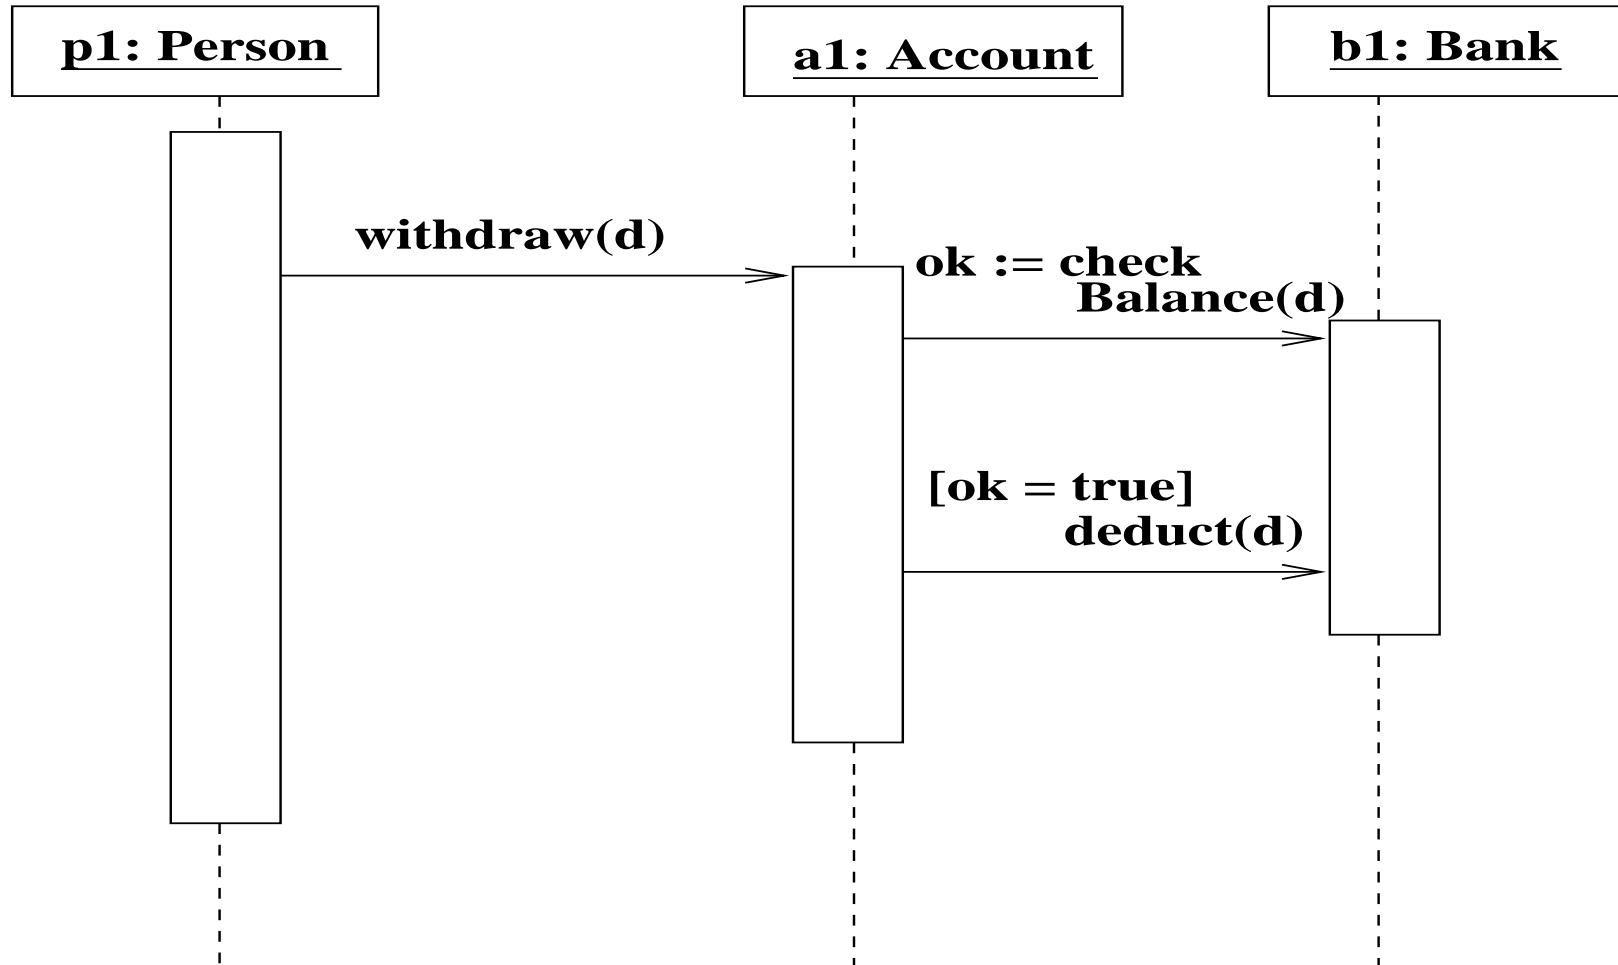 p1: Person
a1: Account
b1: Bank
withdraw(d)
ok := check
Balance(d)
[ok = true]
deduct(d)